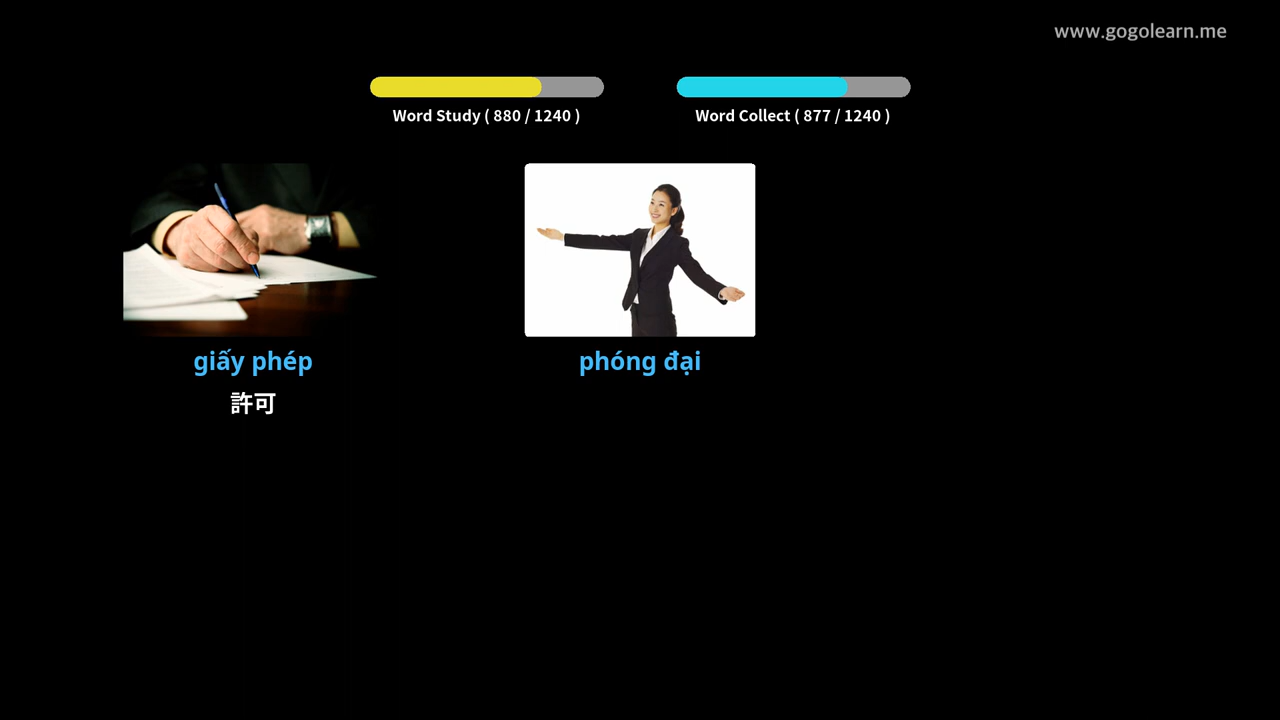 www.gogolearn.me
Word Study ( 880 / 1240 )
Word Collect ( 877 / 1240 )
giấy phép
許可
phóng đại